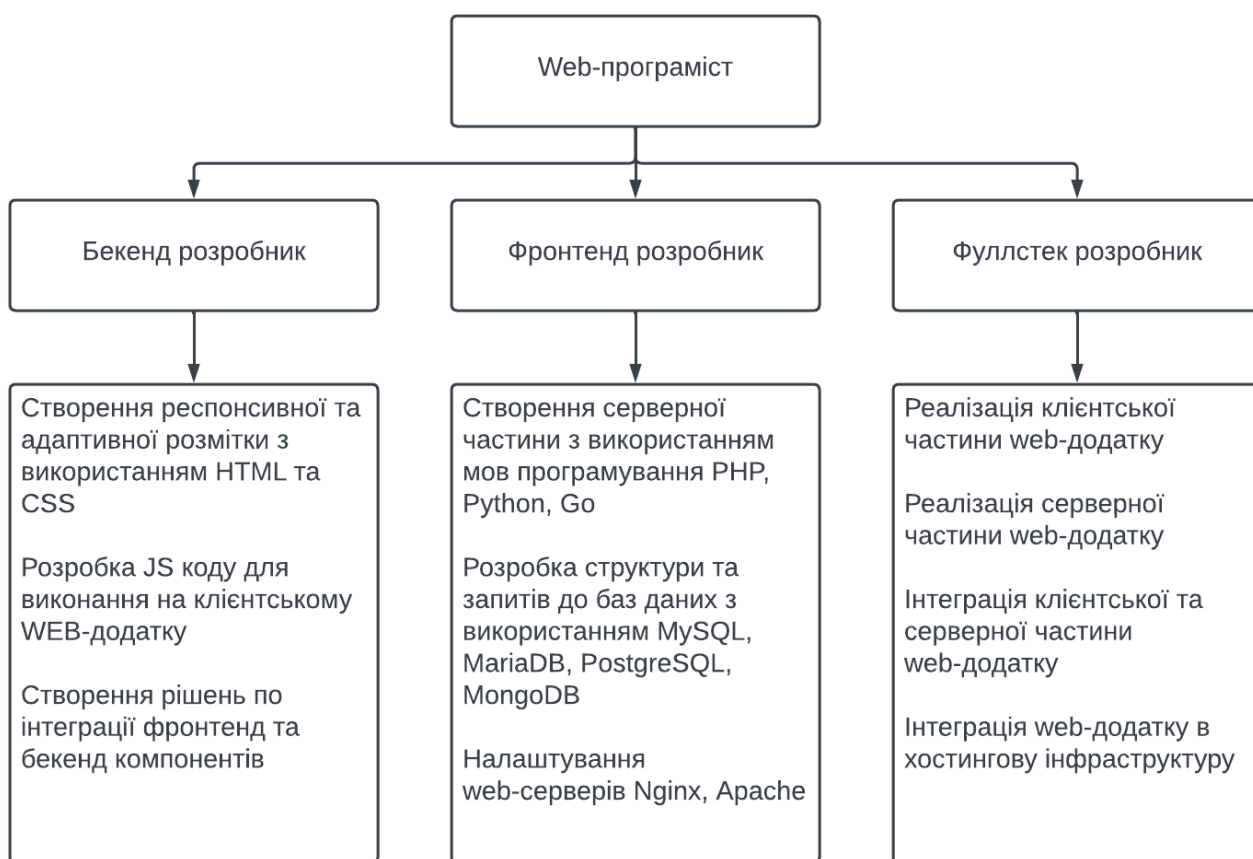 Web-програміст
Бекенд розробник
Фронтенд розробник
Фуллстек розробник
Створення респонсивної та
адаптивної розмітки з
використанням HTML та
CSS
Розробка JS коду для
виконання на клієнтському
WEB-додатку
Створення рішень по
інтеграції фронтенд та
бекенд компонентів
Створення серверної
частини з використанням
мов програмування PHP,
Python, Go
Розробка структури та
запитів до баз даних з
використанням MySQL,
MariaDB, PostgreSQL,
MongoDB
Налаштування
web-серверів Nginx, Apache
Реалізація клієнтської
частини web-додатку
Реалізація серверної
частини web-додатку
Інтеграція клієнтської та
серверної частини
web-додатку
Інтеграція web-додатку в
хостингову інфраструктуру